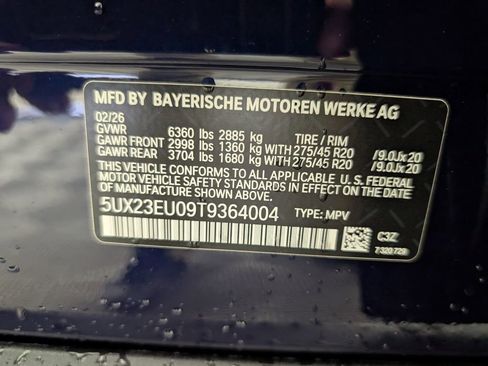 MFD BY BAYERISCHE MOTOREN WERKE AG
02/26
GVWR 6360 lbs 2885 kg TIRE / RIM
GAWR FRONT 2998 lbs 1360 kg WITH 275/45 R20 /9.0Jx20
GAWR REAR 3704 lbs 1680 kg WITH 275/45 R20 /9.0Jx20
THIS VEHICLE CONFORMS TO ALL APPLICABLE U.S. FEDERAL
MOTOR VEHICLE SAFETY STANDARDS IN EFFECT ON THE DATE OF
MANUFACTURE SHOWN ABOVE.
5UX23EU09T9364004 TYPE: MPV
C3Z
7320729